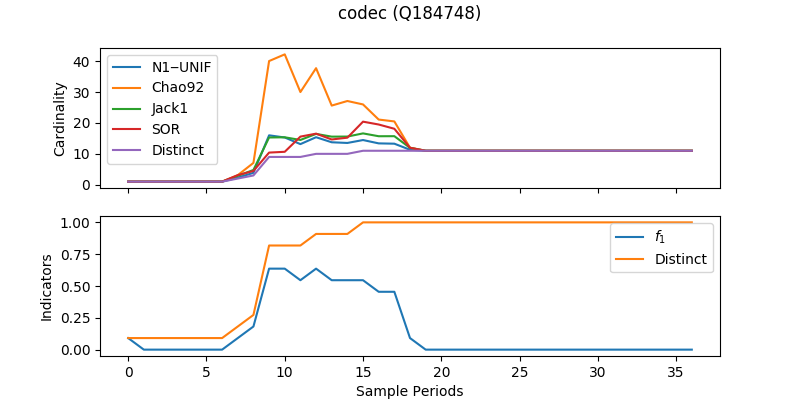 codec (Q184748)
Cardinality
40
30
20
10
0
N1−UNIF
Chao92
Jack1
SOR
Distinct
Indicators
1.00
0.75
0.50
0.25
0.00
f₁
Distinct
0 5 10 15 20 25 30 35
Sample Periods